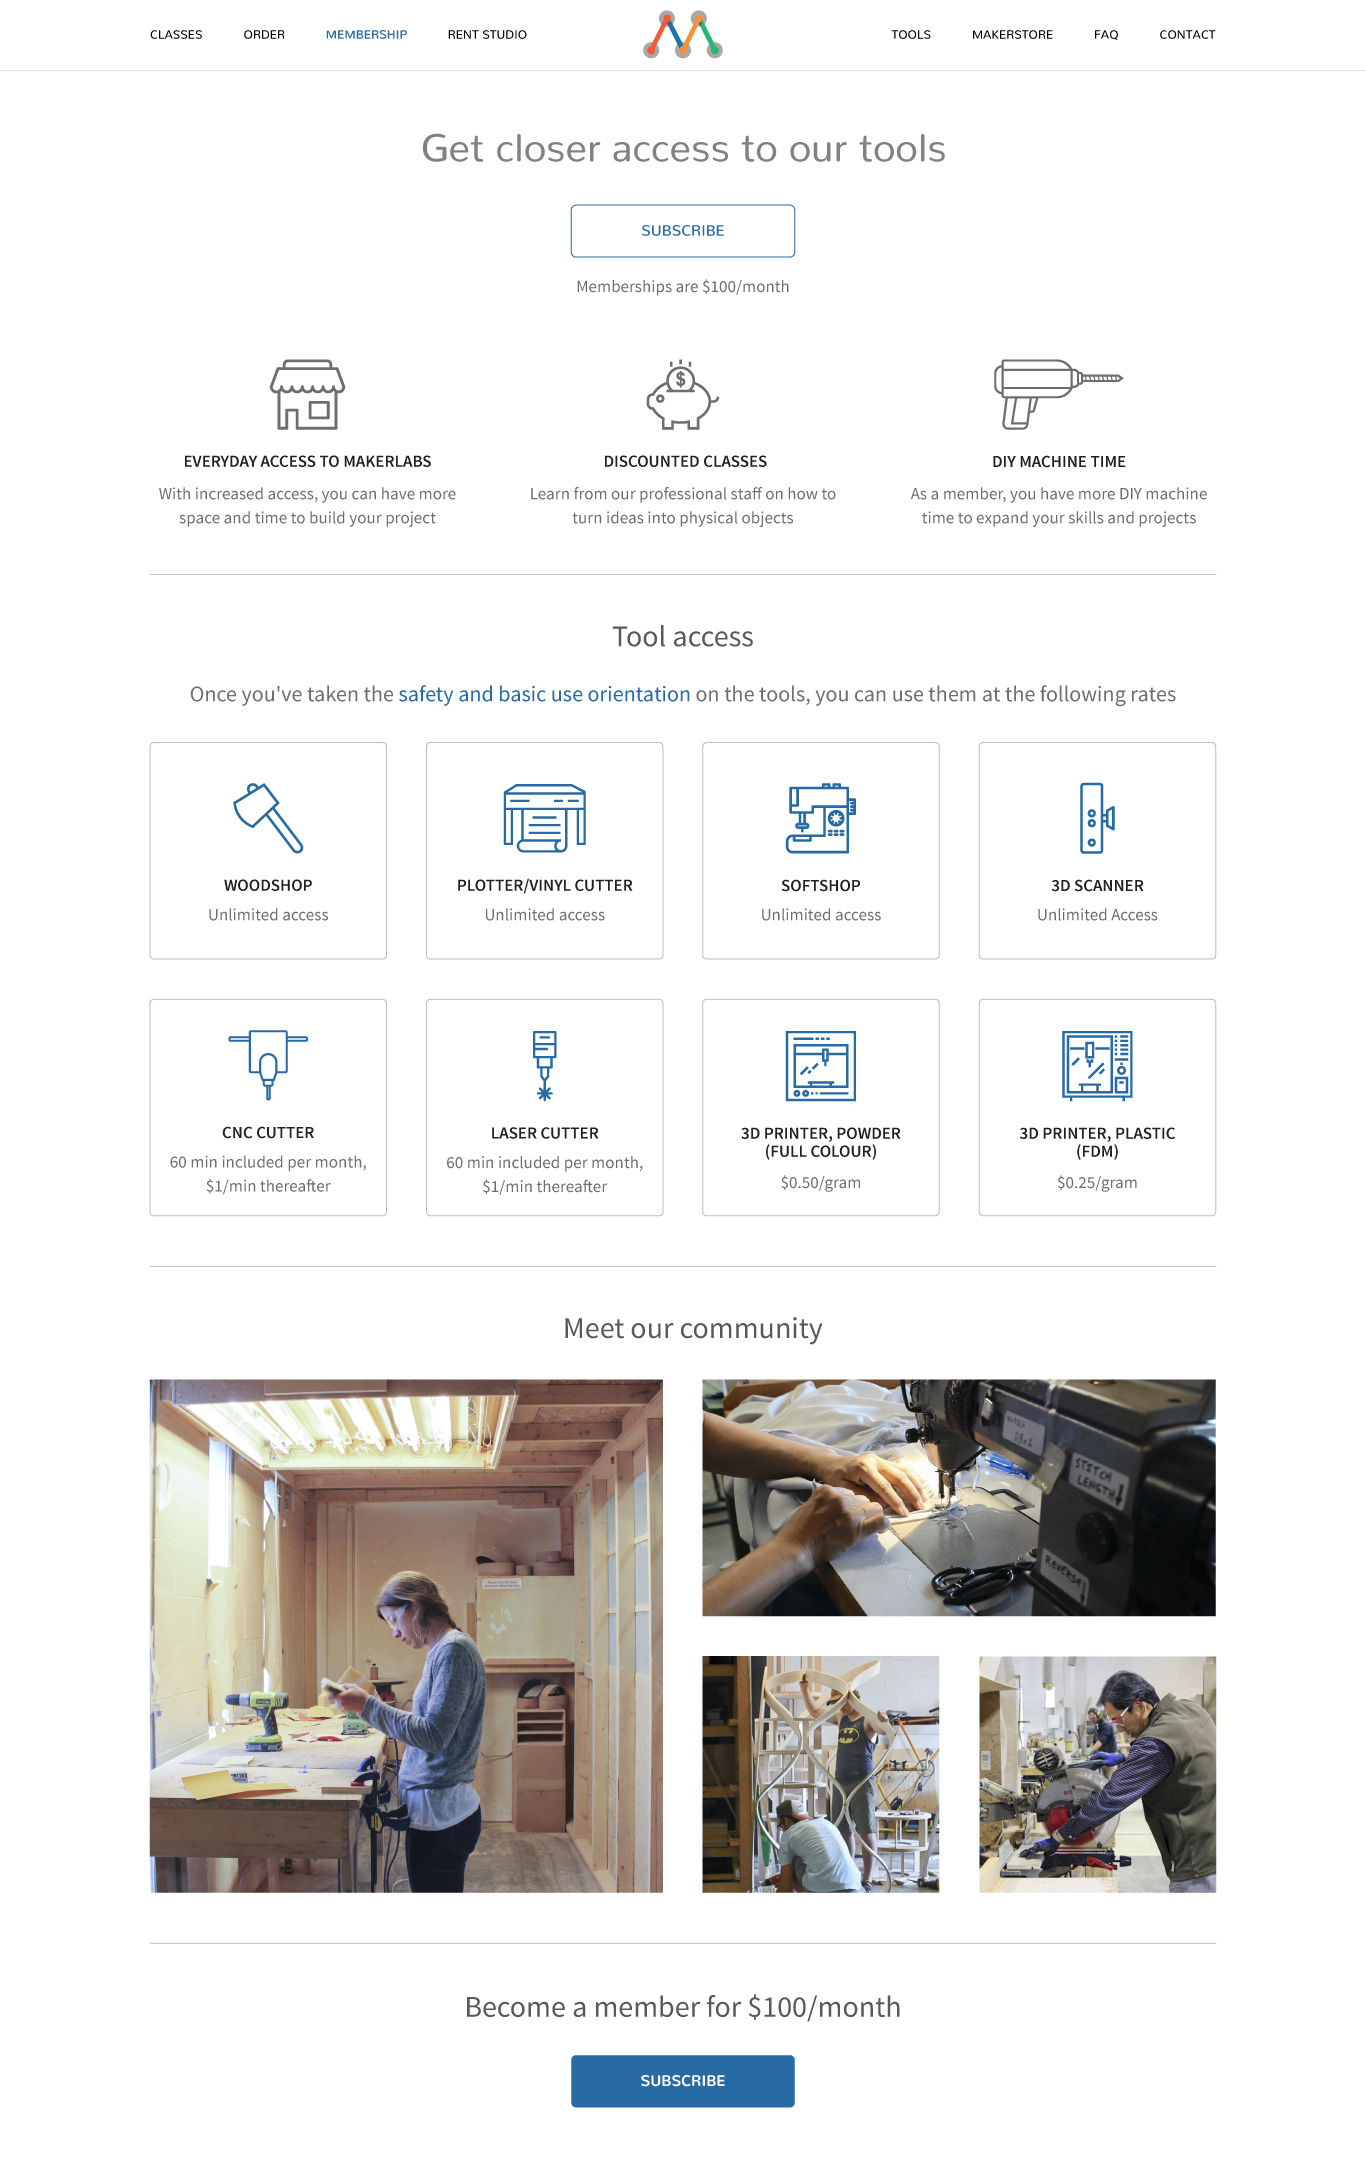 CLASSES ORDER MEMBERSHIP RENT STUDIO TOOLS MAKERSTORE FAQ CONTACT
Get closer access to our tools
SUBSCRIBE
Memberships are $100/month
$
EVERYDAY ACCESS TO MAKERLABS
With increased access, you can have more
space and time to build your project
DISCOUNTED CLASSES
Learn from our professional staff on how to
turn ideas into physical objects
DIY MACHINE TIME
As a member, you have more DIY machine
time to expand your skills and projects
Tool access
Once you've taken the safety and basic use orientation on the tools, you can use them at the following rates
WOODSHOP
Unlimited access
PLOTTER/VINYL CUTTER
Unlimited access
SOFTSHOP
Unlimited access
3D SCANNER
Unlimited Access
CNC CUTTER
60 min included per month,
$1/min thereafter
LASER CUTTER
60 min included per month,
$1/min thereafter
3D PRINTER, POWDER
(FULL COLOUR)
$0.50/gram
3D PRINTER, PLASTIC
(FDM)
$0.25/gram
Meet our community
STITCH
LENGTH
REVERSE
Become a member for $100/month
SUBSCRIBE